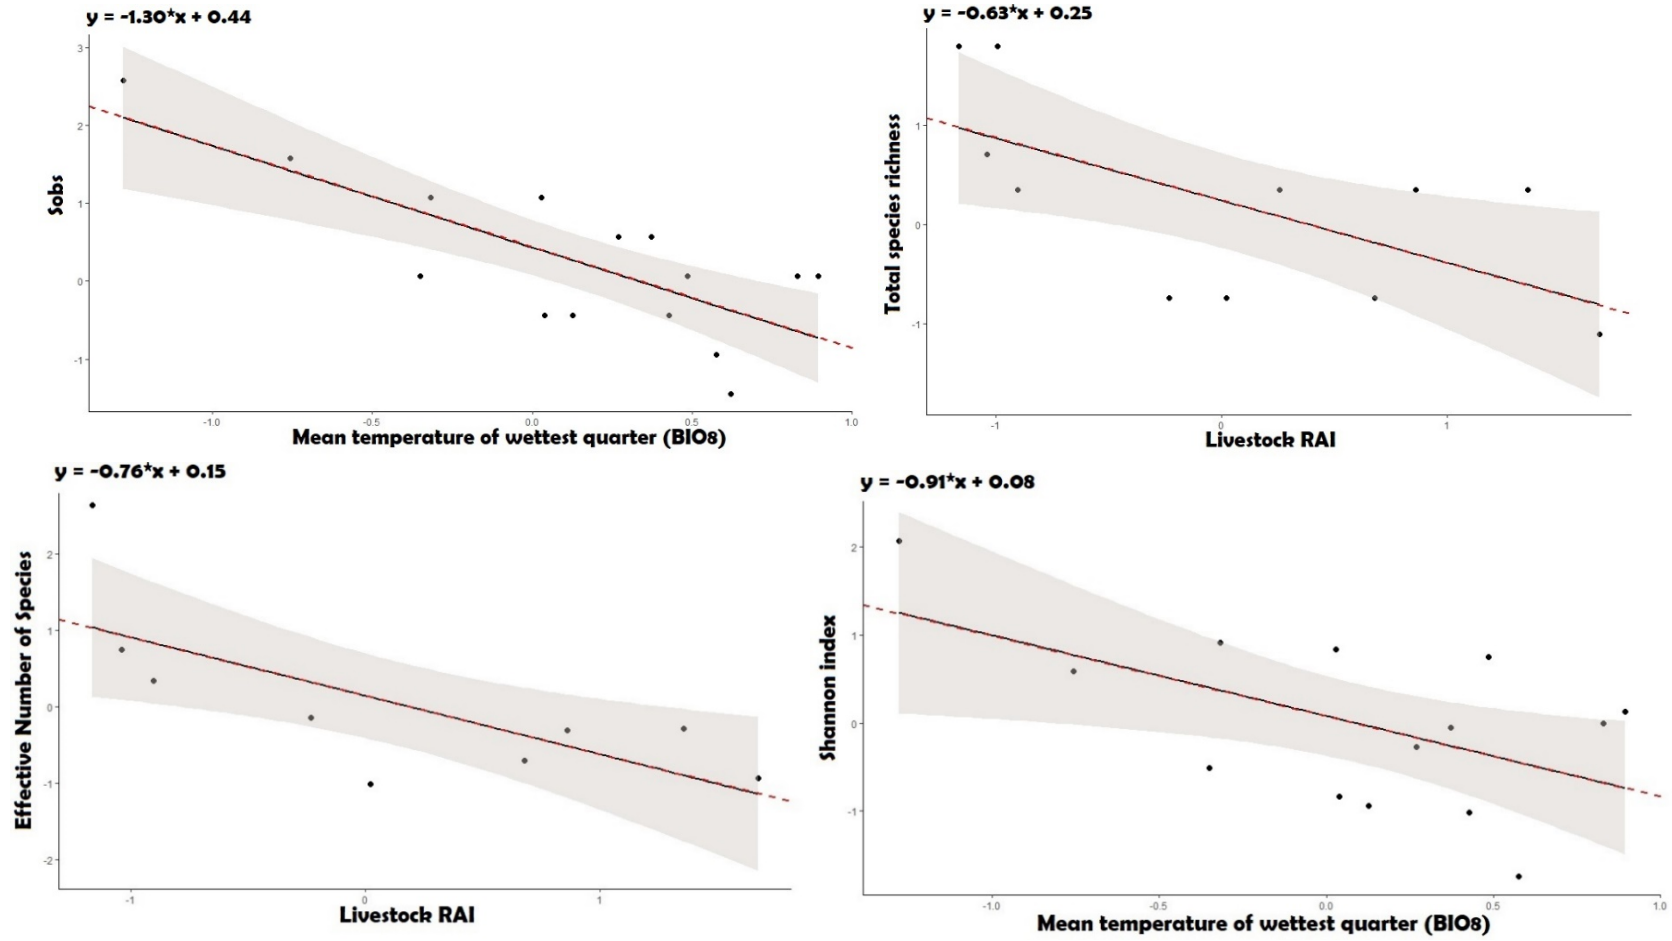 y = -1.30*x + 0.44
3
2
1
0
-1
Sobs
-1.0 -0.5 0.0 0.5 1.0
Mean temperature of wettest quarter (BIO8)
y = -0.63*x + 0.25
1
0
-1
Total species richness
-1 0 1
Livestock RAI
y = -0.76*x + 0.15
2
1
0
-1
-2
Effective Number of Species
-1 0 1
Livestock RAI
y = -0.91*x + 0.08
2
1
0
-1
Shannon index
-1.0 -0.5 0.0 0.5 1.0
Mean temperature of wettest quarter (BIO8)